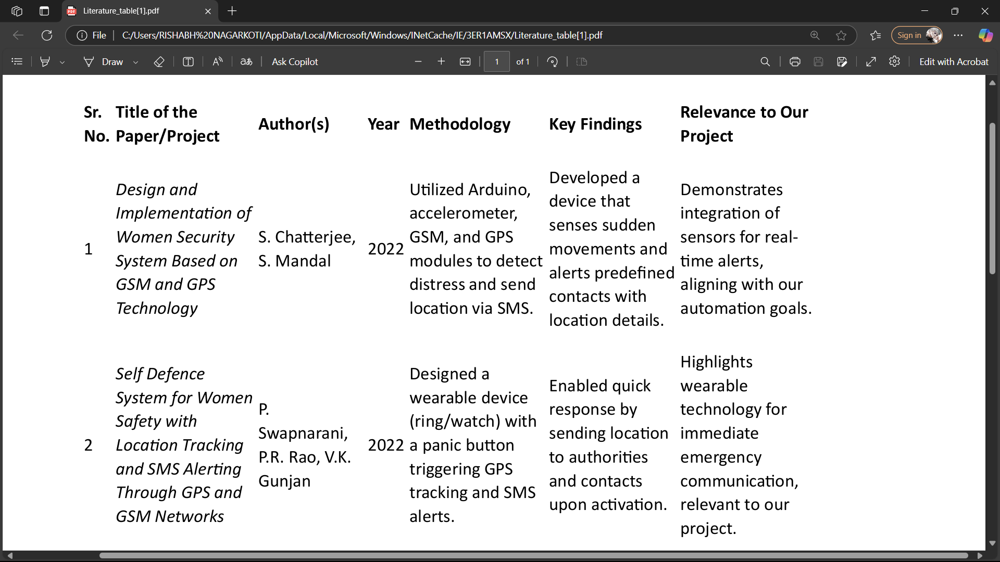 Literature_table[1].pdf
File
C:/Users/RISHABH%20NAGARKOTI/AppData/Local/Microsoft/Windows/INetCache/IE/3ER1AMSX/Literature_table[1].pdf
Sign in
Draw
Ask Copilot
1
of 1
Edit with Acrobat
Sr.
No.
Title of the
Paper/Project
Author(s)
Year
Methodology
Key Findings
Relevance to Our
Project
1
Design and
Implementation of
Women Security
System Based on
GSM and GPS
Technology
S. Chatterjee,
S. Mandal
2022
Utilized Arduino,
accelerometer,
GSM, and GPS
modules to detect
distress and send
location via SMS.
Developed a
device that
senses sudden
movements and
alerts predefined
contacts with
location details.
Demonstrates
integration of
sensors for real-
time alerts,
aligning with our
automation goals.
2
Self Defence
System for Women
Safety with
Location Tracking
and SMS Alerting
Through GPS and
GSM Networks
P.
Swapnarani,
P.R. Rao, V.K.
Gunjan
2022
Designed a
wearable device
(ring/watch) with
a panic button
triggering GPS
tracking and SMS
alerts.
Enabled quick
response by
sending location
to authorities
and contacts
upon activation.
Highlights
wearable
technology for
immediate
emergency
communication,
relevant to our
project.